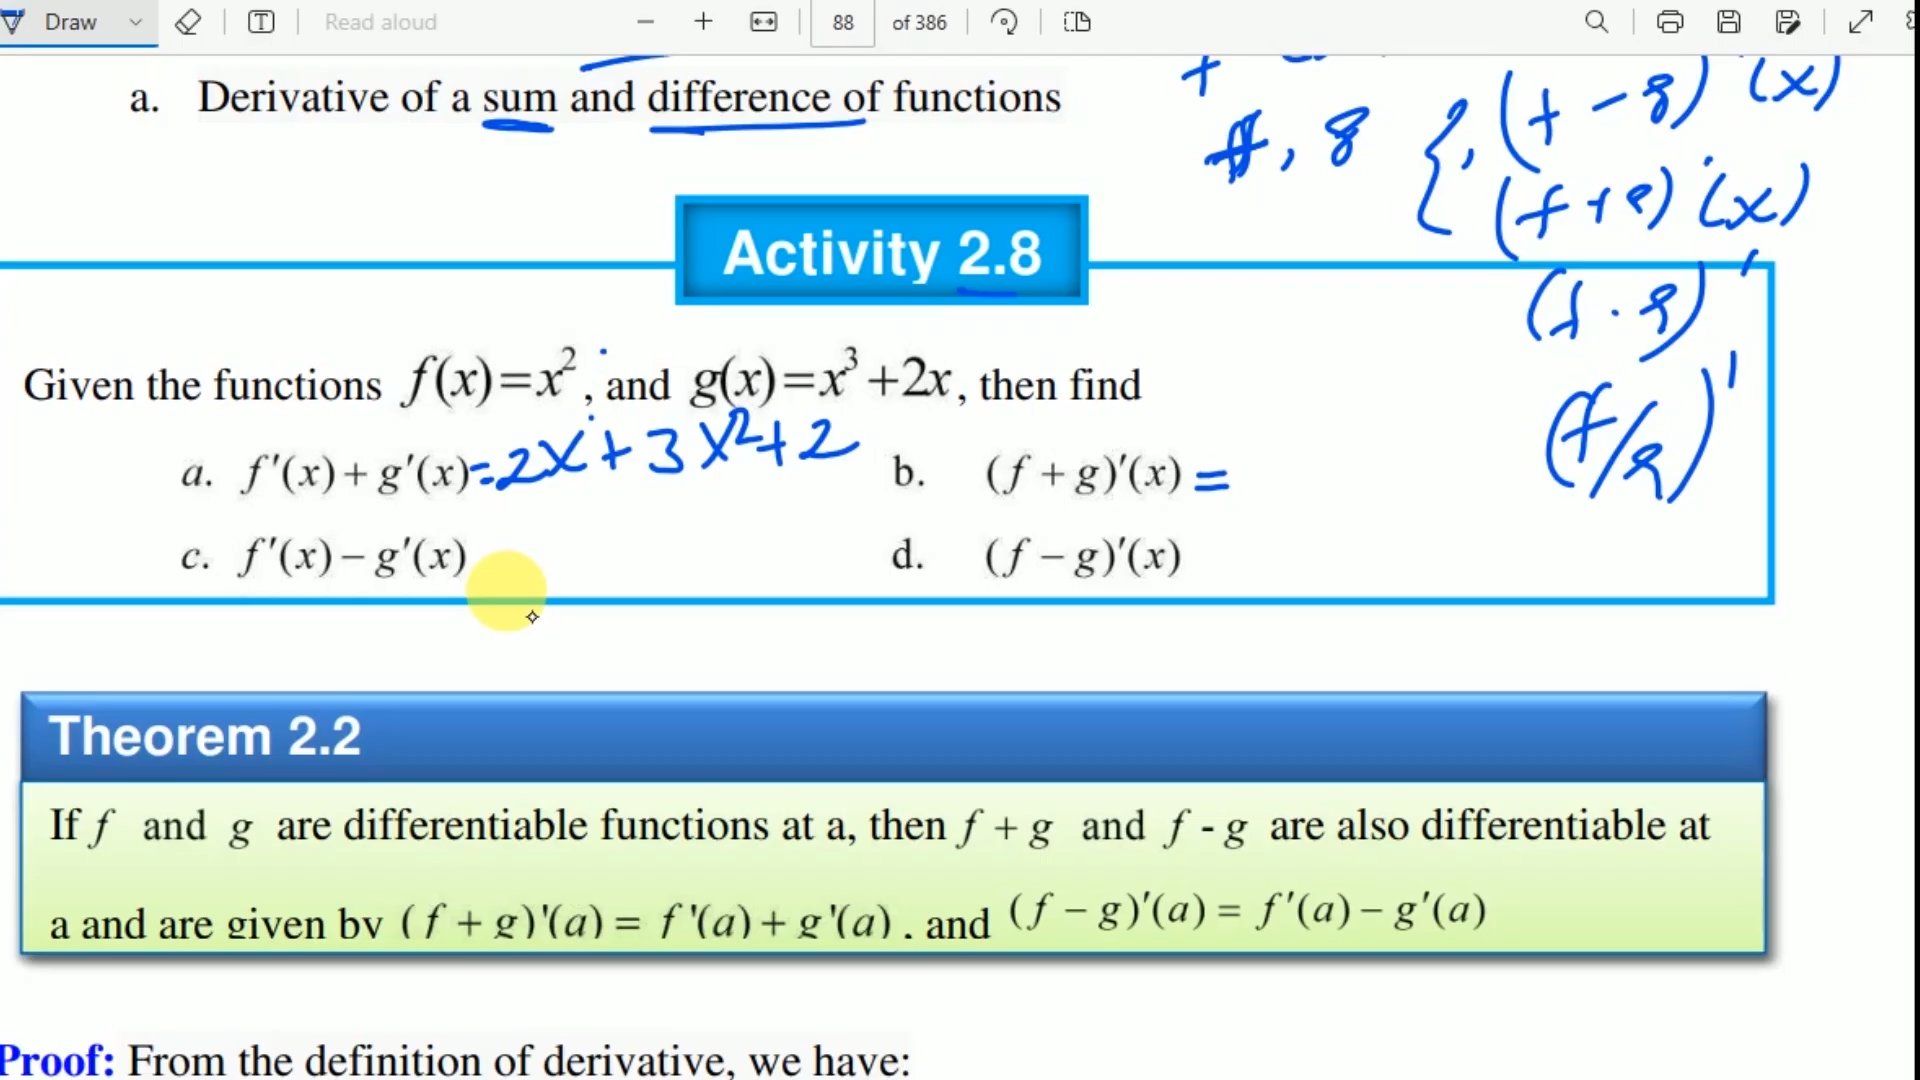 Draw
Read aloud
88 of 386
a. Derivative of a sum and difference of functions
(f - g)'(x)
f, g
(f + g)'(x)
Activity 2.8
(f · g)'
(f/g)'
Given the functions f(x)=x², and g(x)=x³+2x, then find
a. f'(x) + g'(x) = 2x + 3x² + 2
b. (f + g)'(x) =
c. f'(x) − g'(x)
d. (f − g)'(x)
Theorem 2.2
If f and g are differentiable functions at a, then f + g and f - g are also differentiable at
a and are given by (f + g)'(a) = f'(a) + g'(a), and (f − g)'(a) = f'(a) − g'(a)
Proof: From the definition of derivative, we have: